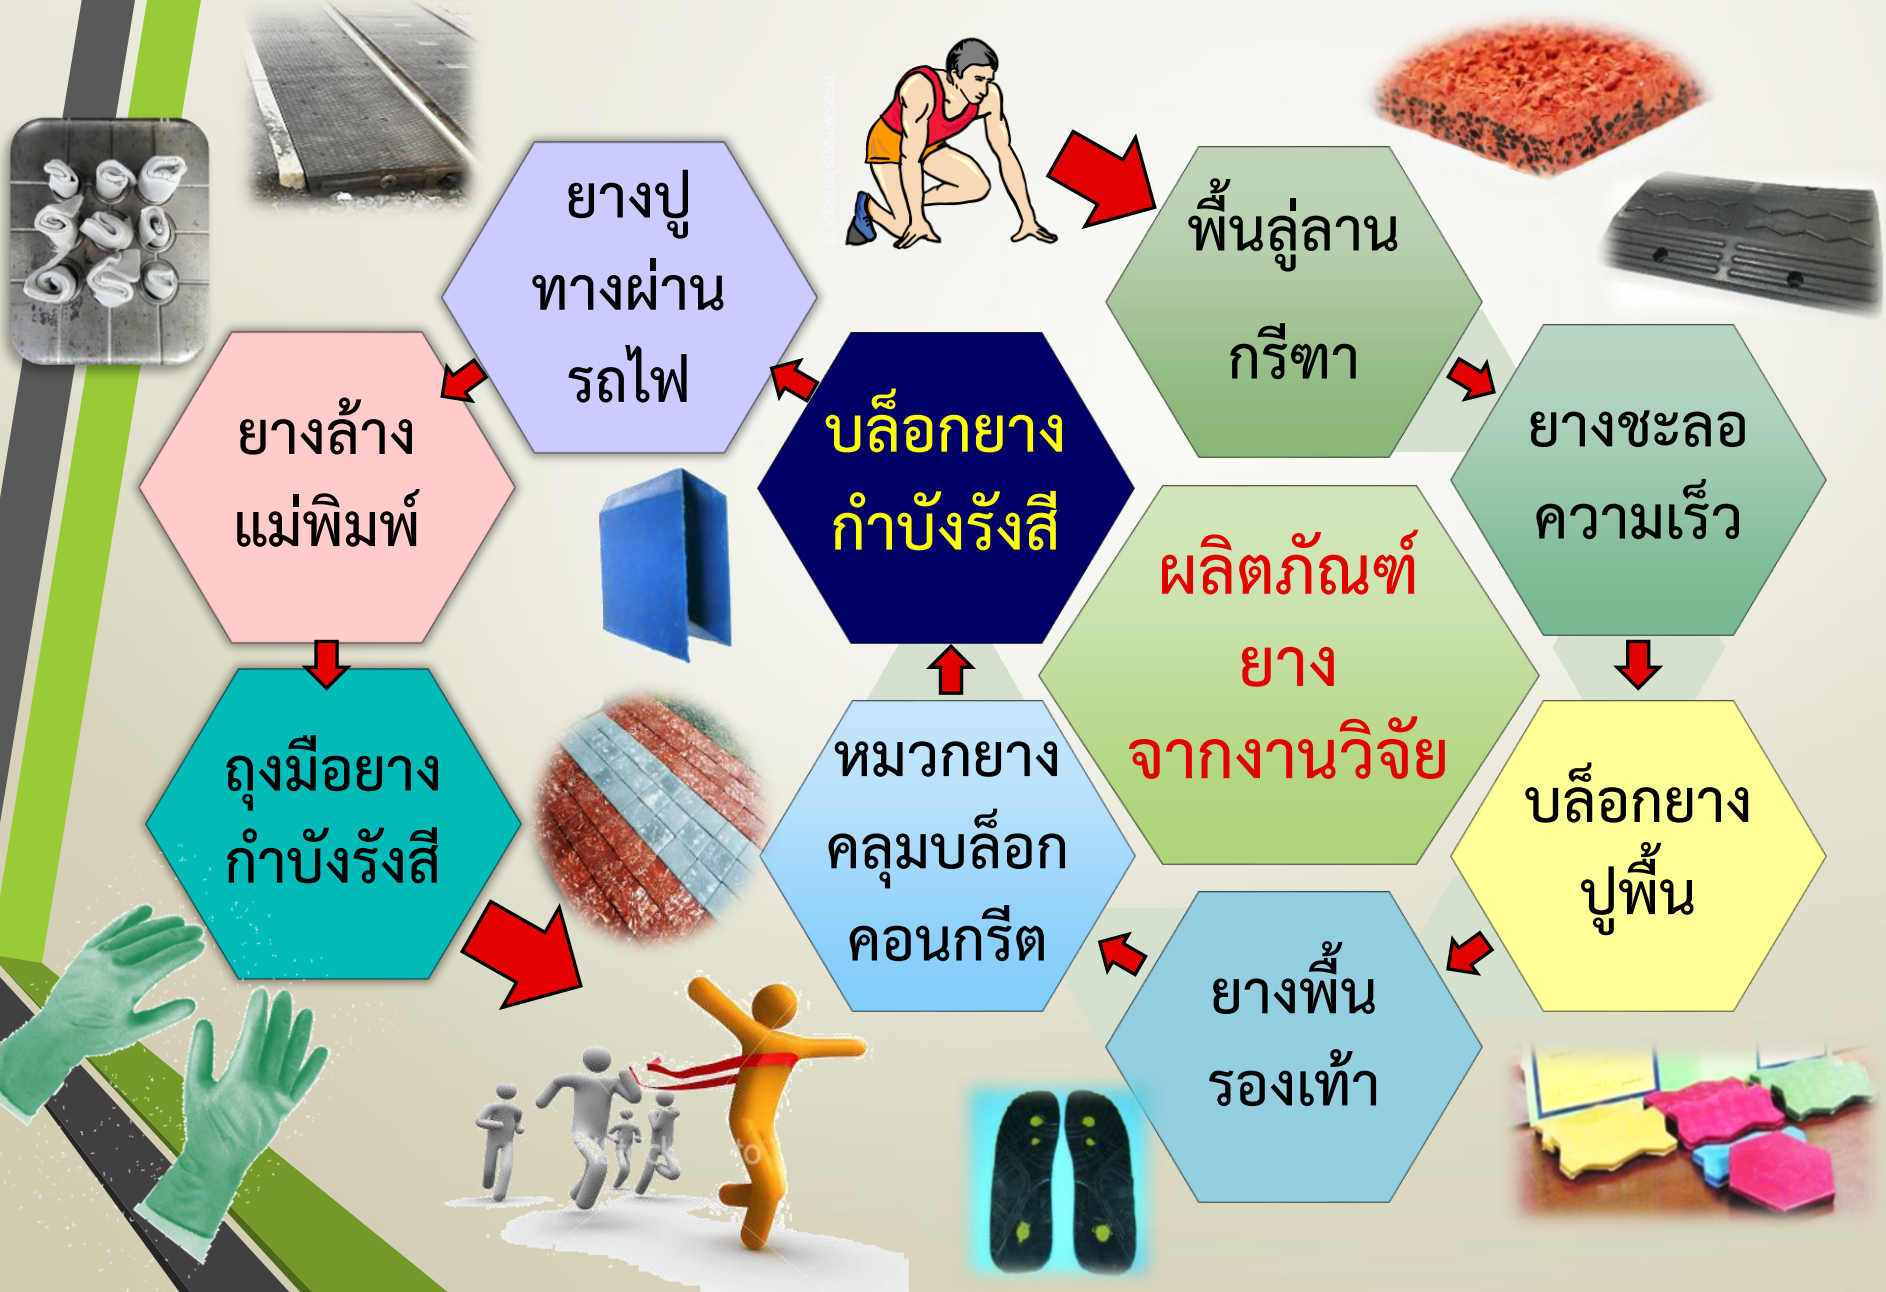 ผลิตภัณฑ์
ยาง
จากงานวิจัย
พื้นลู่ลาน
กรีฑา
ยางชะลอ
ความเร็ว
บล็อกยาง
ปูพื้น
ยางพื้น
รองเท้า
หมวกยาง
คลุมบล็อก
คอนกรีต
บล็อกยาง
กำบังรังสี
ยางปู
ทางผ่าน
รถไฟ
ยางล้าง
แม่พิมพ์
ถุงมือยาง
กำบังรังสี